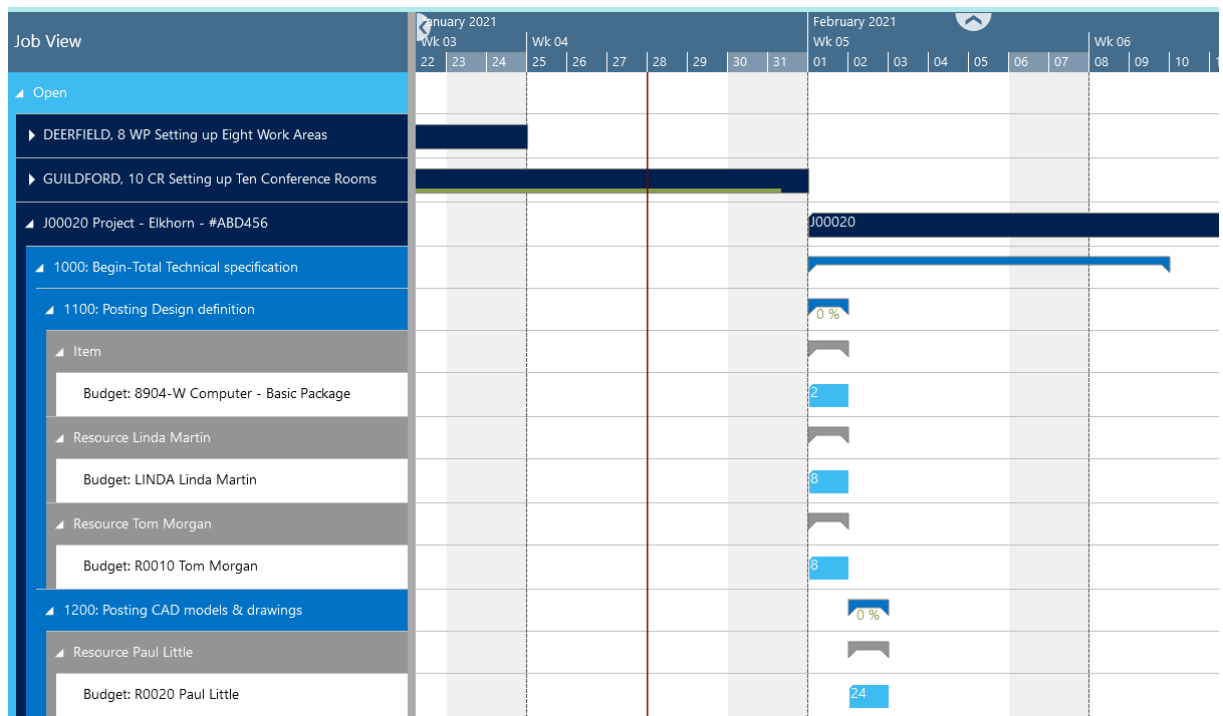 Job View
anuary 2021
February 2021
Wk 03
Wk 04
Wk 05
Wk 06
22 23 24 25 26 27 28 29 30 31 01 02 03 04 05 06 07 08 09 10
Open
DEERFIELD, 8 WP Setting up Eight Work Areas
GUILDFORD, 10 CR Setting up Ten Conference Rooms
J00020 Project - Elkhorn - #ABD456
J00020
1000: Begin-Total Technical specification
1100: Posting Design definition
0 %
Item
Budget: 8904-W Computer - Basic Package
2
Resource Linda Martin
Budget: LINDA Linda Martin
8
Resource Tom Morgan
Budget: R0010 Tom Morgan
8
1200: Posting CAD models & drawings
0 %
Resource Paul Little
Budget: R0020 Paul Little
24